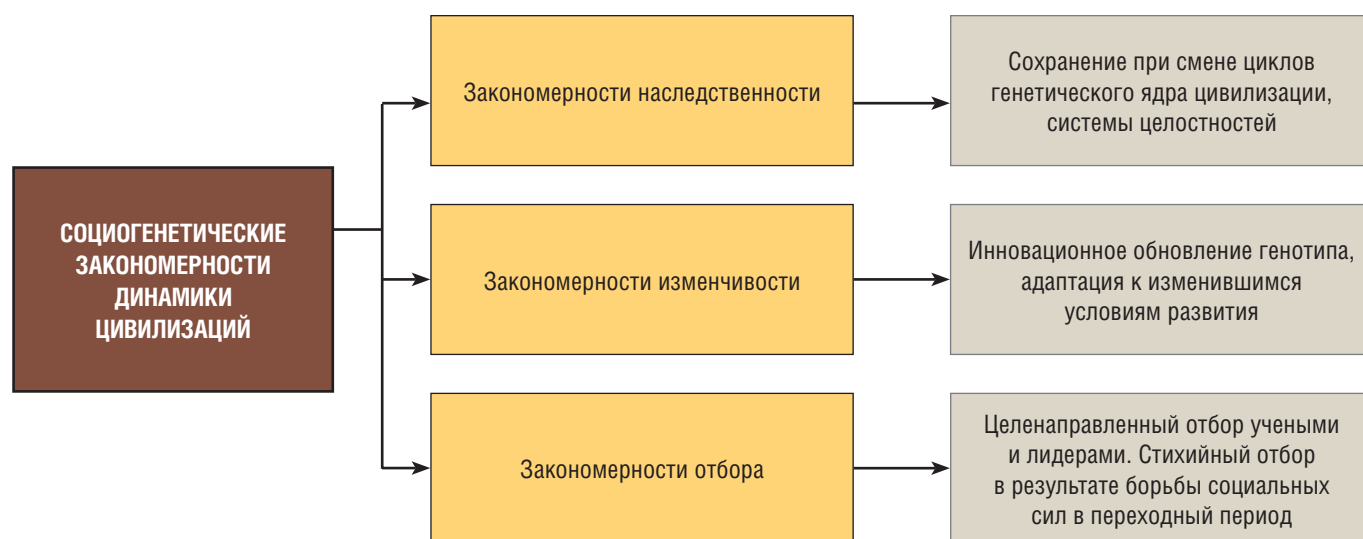 СОЦИОГЕНЕТИЧЕСКИЕ
ЗАКОНОМЕРНОСТИ
ДИНАМИКИ
ЦИВИЛИЗАЦИЙ
Закономерности наследственности
Сохранение при смене циклов
генетического ядра цивилизации,
системы целостностей
Закономерности изменчивости
Инновационное обновление генотипа,
адаптация к изменившимся
условиям развития
Закономерности отбора
Целенаправленный отбор учеными
и лидерами. Стихийный отбор
в результате борьбы социальных
сил в переходный период